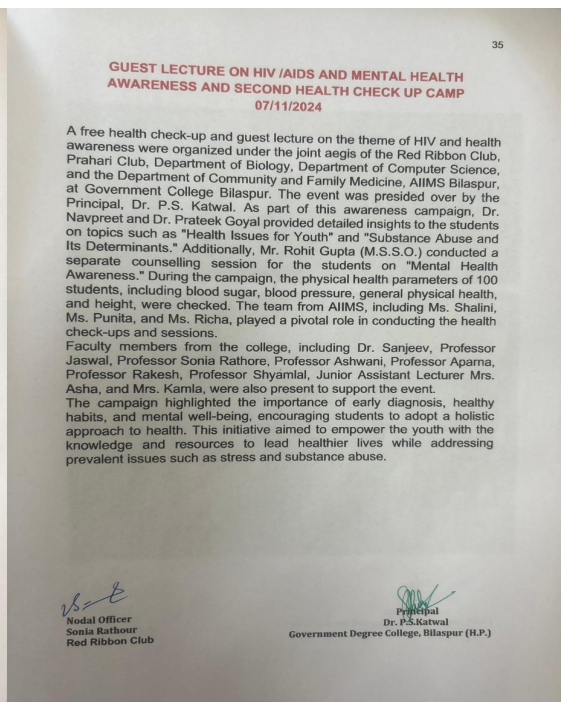 35
GUEST LECTURE ON HIV /AIDS AND MENTAL HEALTH
AWARENESS AND SECOND HEALTH CHECK UP CAMP
07/11/2024
A free health check-up and guest lecture on the theme of HIV and health
awareness were organized under the joint aegis of the Red Ribbon Club,
Prahari Club, Department of Biology, Department of Computer Science,
and the Department of Community and Family Medicine, AIIMS Bilaspur,
at Government College Bilaspur. The event was presided over by the
Principal, Dr. P.S. Katwal. As part of this awareness campaign, Dr.
Navpreet and Dr. Prateek Goyal provided detailed insights to the students
on topics such as "Health Issues for Youth" and "Substance Abuse and
Its Determinants." Additionally, Mr. Rohit Gupta (M.S.S.O.) conducted a
separate counselling session for the students on "Mental Health
Awareness." During the campaign, the physical health parameters of 100
students, including blood sugar, blood pressure, general physical health,
and height, were checked. The team from AIIMS, including Ms. Shalini,
Ms. Punita, and Ms. Richa, played a pivotal role in conducting the health
check-ups and sessions.
Faculty members from the college, including Dr. Sanjeev, Professor
Jaswal, Professor Sonia Rathore, Professor Ashwani, Professor Aparna,
Professor Rakesh, Professor Shyamlal, Junior Assistant Lecturer Mrs.
Asha, and Mrs. Kamla, were also present to support the event.
The campaign highlighted the importance of early diagnosis, healthy
habits, and mental well-being, encouraging students to adopt a holistic
approach to health. This initiative aimed to empower the youth with the
knowledge and resources to lead healthier lives while addressing
prevalent issues such as stress and substance abuse.
Nodal Officer
Sonia Rathour
Red Ribbon Club
Principal
Dr. P.S.Katwal
Government Degree College, Bilaspur (H.P.)